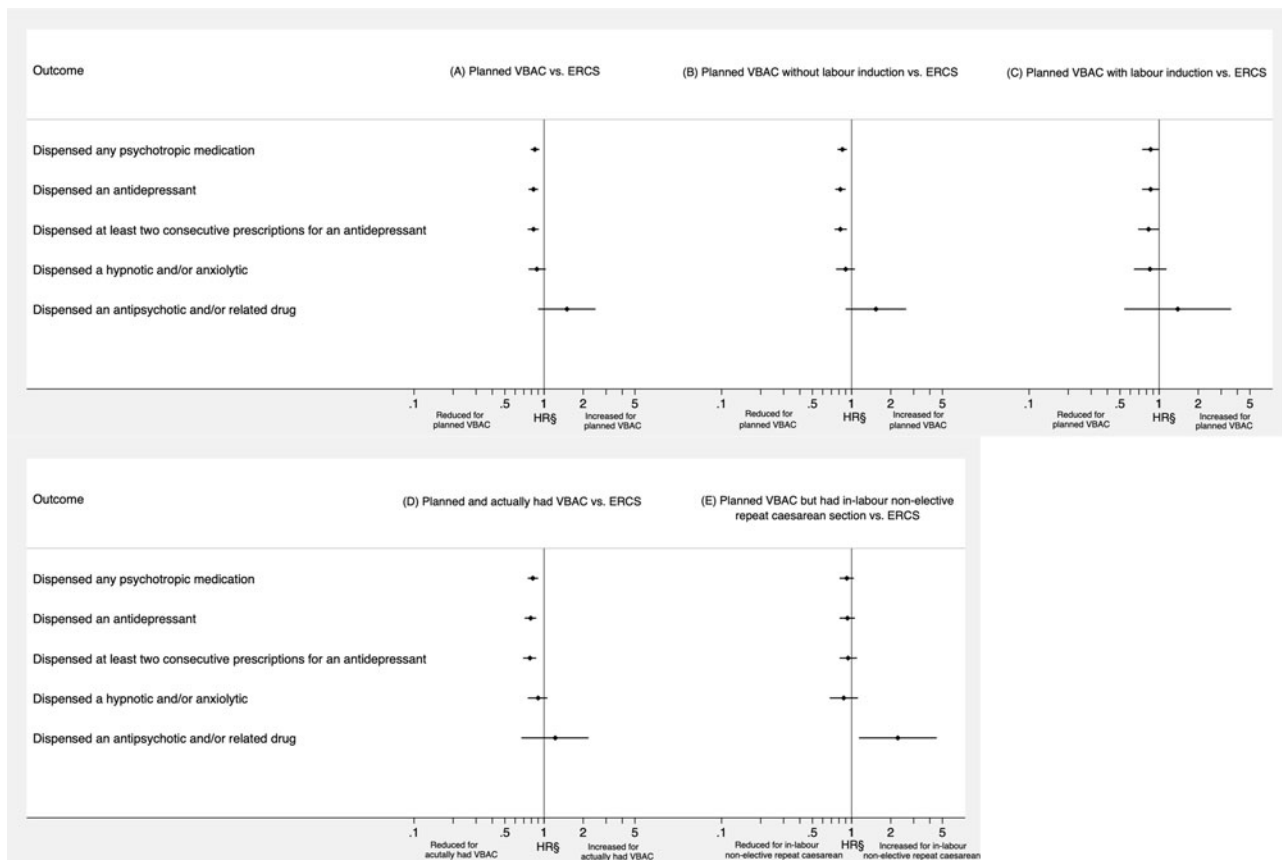 Outcome (A) Planned VBAC vs. ERCS (B) Planned VBAC without labour induction vs. ERCS (C) Planned VBAC with labour induction vs. ERCS
Dispensed any psychotropic medication
Dispensed an antidepressant
Dispensed at least two consecutive prescriptions for an antidepressant
Dispensed a hypnotic and/or anxiolytic
Dispensed an antipsychotic and/or related drug
.1 .5 1 2 5 .1 .5 1 2 5 .1 .5 1 2 5
Reduced for HR§ Increased for Reduced for HR§ Increased for Reduced for HR§ Increased for
planned VBAC planned VBAC planned VBAC planned VBAC planned VBAC planned VBAC
Outcome (D) Planned and actually had VBAC vs. ERCS (E) Planned VBAC but had in-labour non-elective
repeat caesarean section vs. ERCS
Dispensed any psychotropic medication
Dispensed an antidepressant
Dispensed at least two consecutive prescriptions for an antidepressant
Dispensed a hypnotic and/or anxiolytic
Dispensed an antipsychotic and/or related drug
.1 .5 1 2 5 .1 .5 1 2 5
Reduced for HR§ Increased for Reduced for in-labour HR§ Increased for in-labour
acutally had VBAC actually had VBAC non-elective repeat caesarean non-elective repeat caesarean